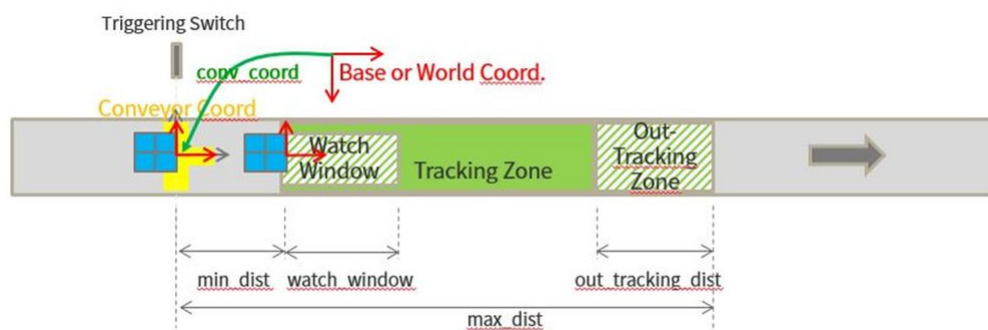 Triggering Switch
conv_coord
Base or World Coord.
Conveyor Coord
Watch
Window
Tracking Zone
Out-
Tracking
Zone
min_dist
watch_window
out_tracking_dist
max_dist